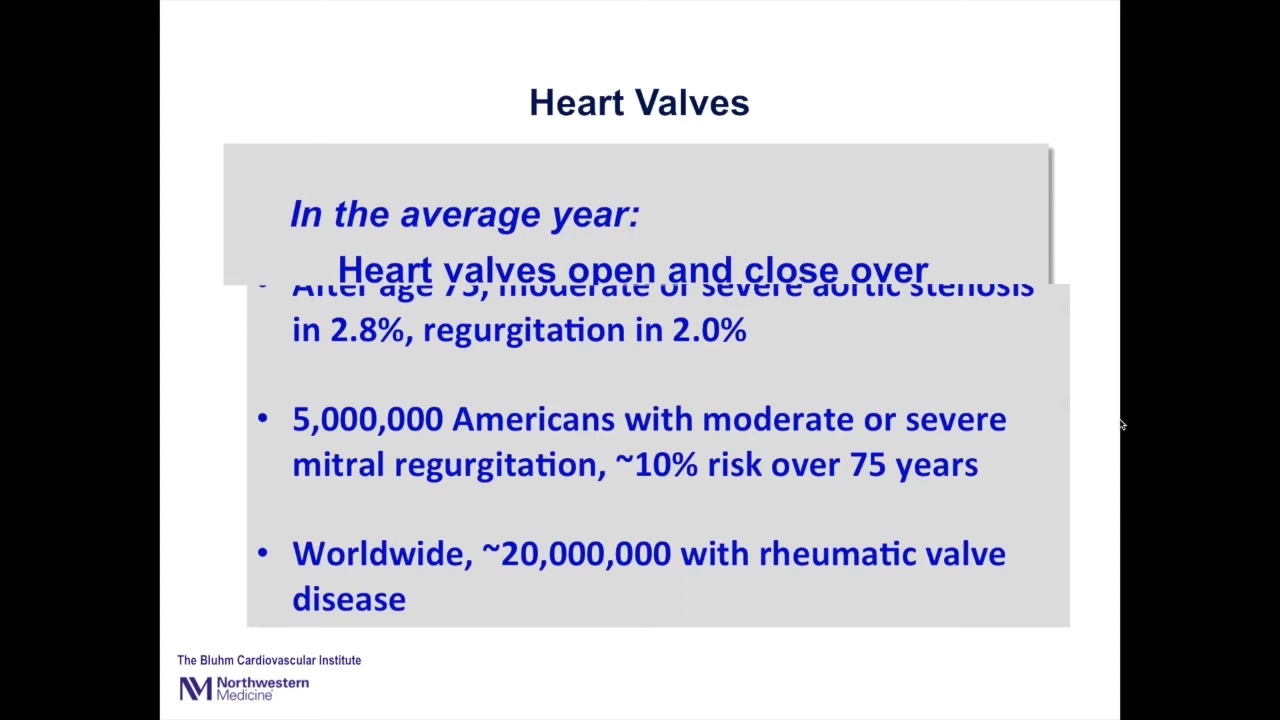 Heart Valves
In the average year:
Heart valves open and close over
• After age 75, moderate or severe aortic stenosis
in 2.8%, regurgitation in 2.0%
• 5,000,000 Americans with moderate or severe
mitral regurgitation, ~10% risk over 75 years
• Worldwide, ~20,000,000 with rheumatic valve
disease
The Bluhm Cardiovascular Institute
NM Northwestern
Medicine